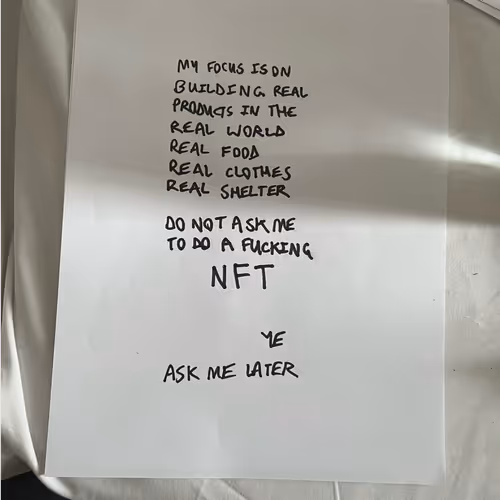 MY FOCUS IS ON
BUILDING REAL
PRODUCTS IN THE
REAL WORLD
REAL FOOD
REAL CLOTHES
REAL SHELTER
DO NOT ASK ME
TO DO A FUCKING
NFT
YE
ASK ME LATER